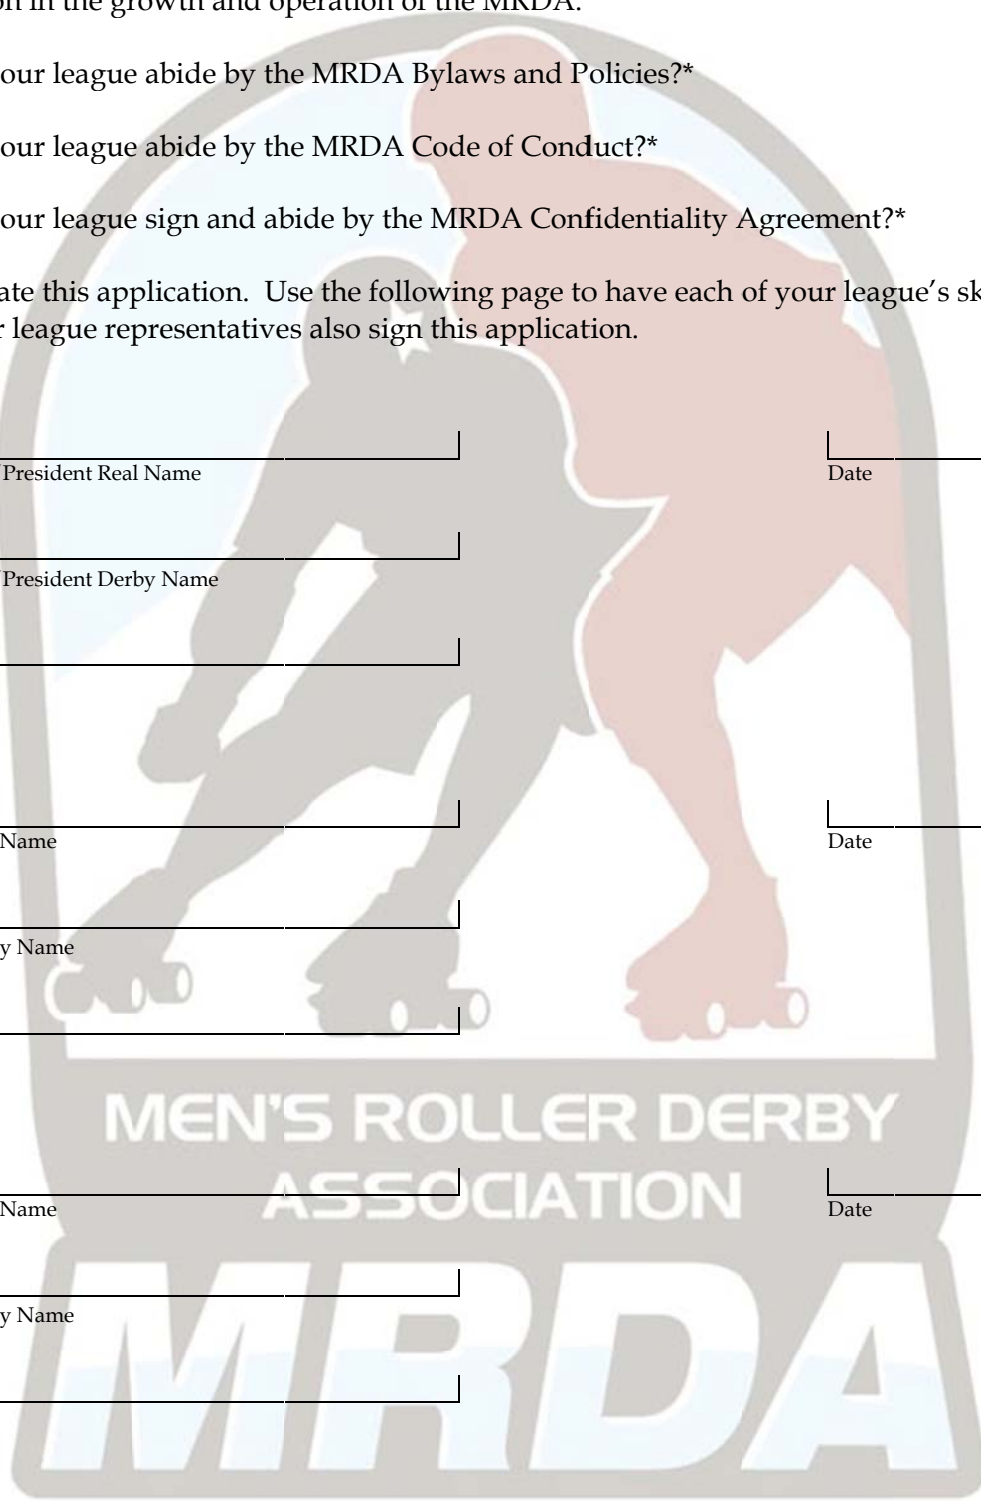 on in the growth and operation of the MRDA.
our league abide by the MRDA Bylaws and Policies?*
our league abide by the MRDA Code of Conduct?*
our league sign and abide by the MRDA Confidentiality Agreement?*
ate this application. Use the following page to have each of your league's sk
r league representatives also sign this application.
President Real Name
Date
President Derby Name
Name
Date
y Name
MEN'S ROLLER DERBY
ASSOCIATION
Name
Date
y Name
MRDA